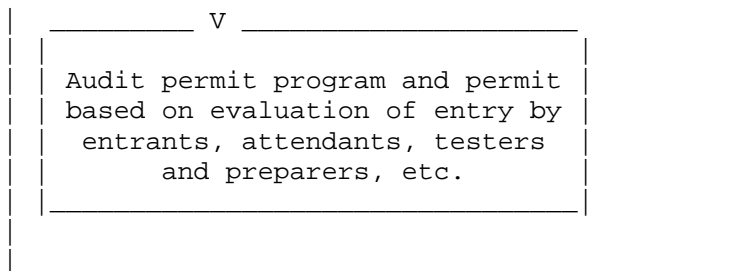 V
Audit permit program and permit
based on evaluation of entry by
entrants, attendants, testers
and preparers, etc.